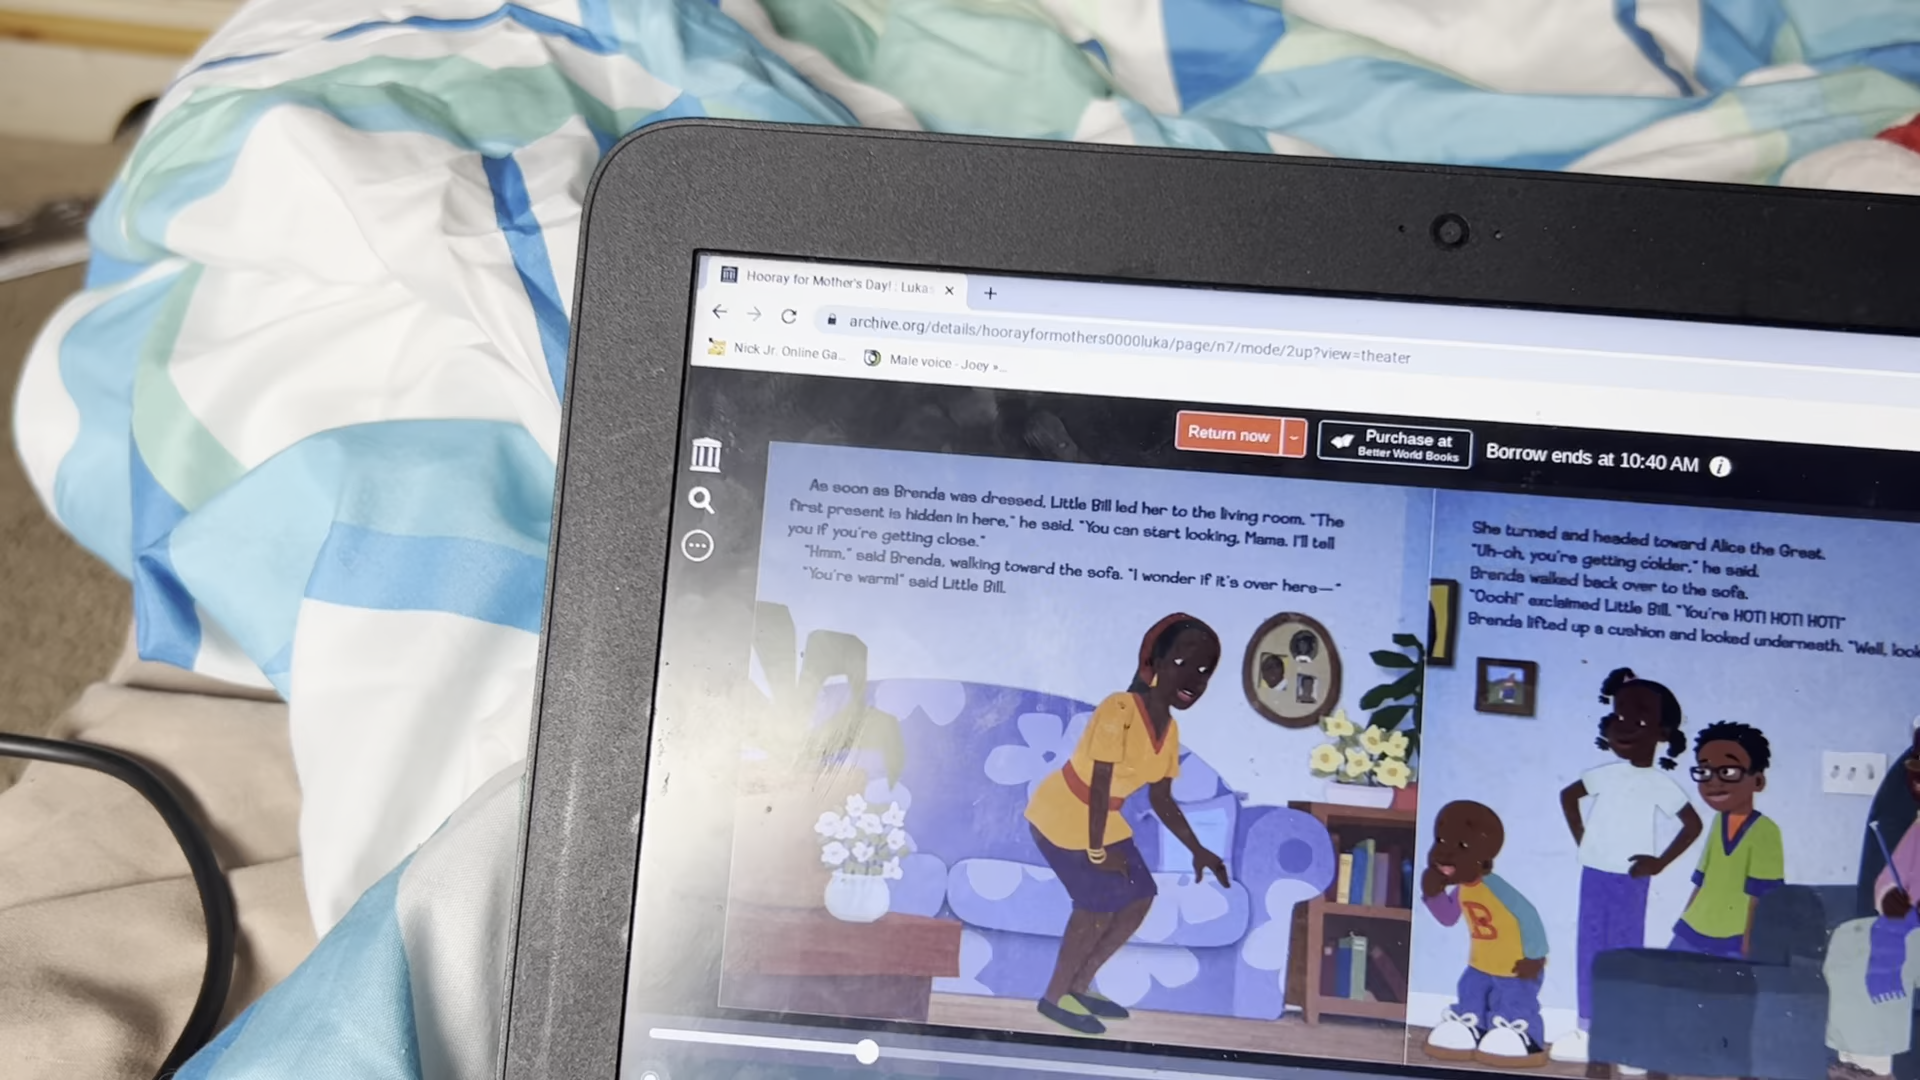 Hooray for Mother's Day! : Luka
archive.org/details/hoorayformothers0000luka/page/n7/mode/2up?view=theater
Nick Jr. Online Ga...
Male voice - Joey »...
Return now
Purchase at
Better World Books
Borrow ends at 10:40 AM
As soon as Brenda was dressed, Little Bill led her to the living room. "The
first present is hidden in here," he said. "You can start looking, Mama. I'll tell
you if you're getting close."
"Hmm," said Brenda, walking toward the sofa. "I wonder if it's over here—"
"You're warm!" said Little Bill.
She turned and headed toward Alice the Great.
"Uh-oh, you're getting colder," he said.
Brenda walked back over to the sofa.
"Oooh!" exclaimed Little Bill. "You're HOT! HOT! HOT!"
Brenda lifted up a cushion and looked underneath. "Well, look
B